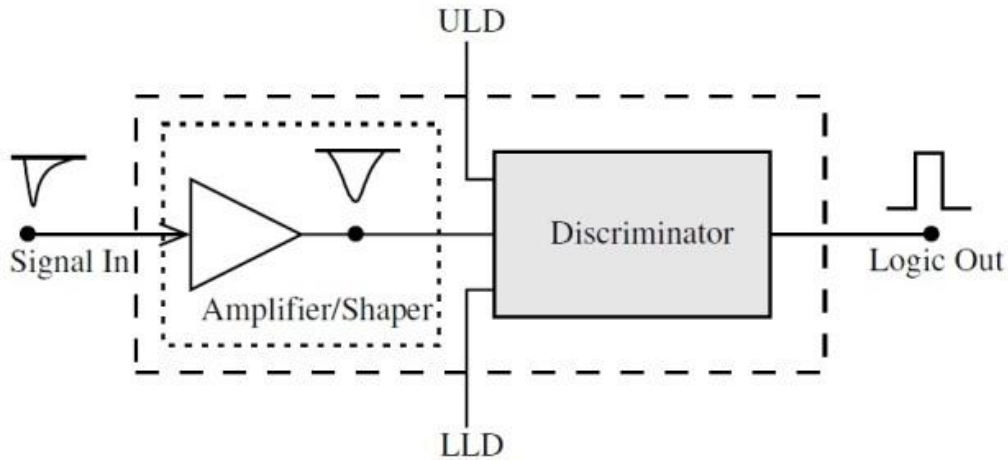 ULD
Signal In
Amplifier/Shaper
Discriminator
Logic Out
LLD